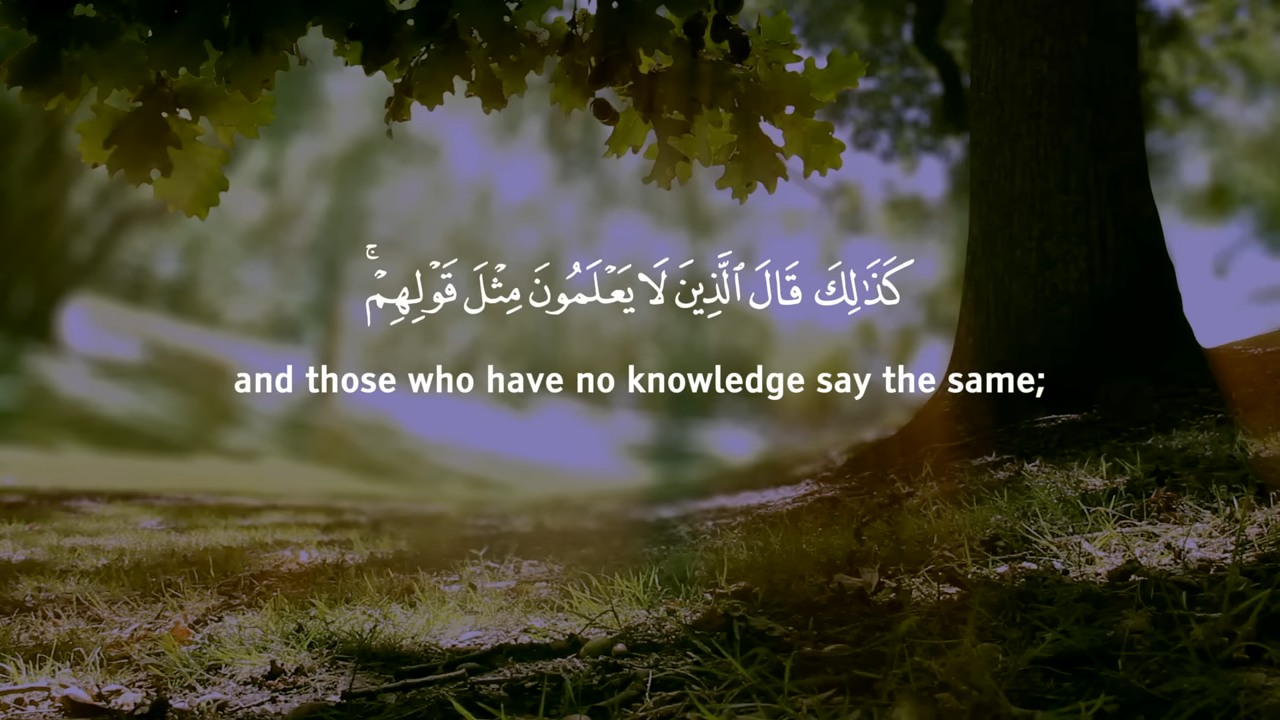 كَذَٰلِكَ قَالَ ٱلَّذِينَ لَا يَعْلَمُونَ مِثْلَ قَوْلِهِمْ ۚ
and those who have no knowledge say the same;